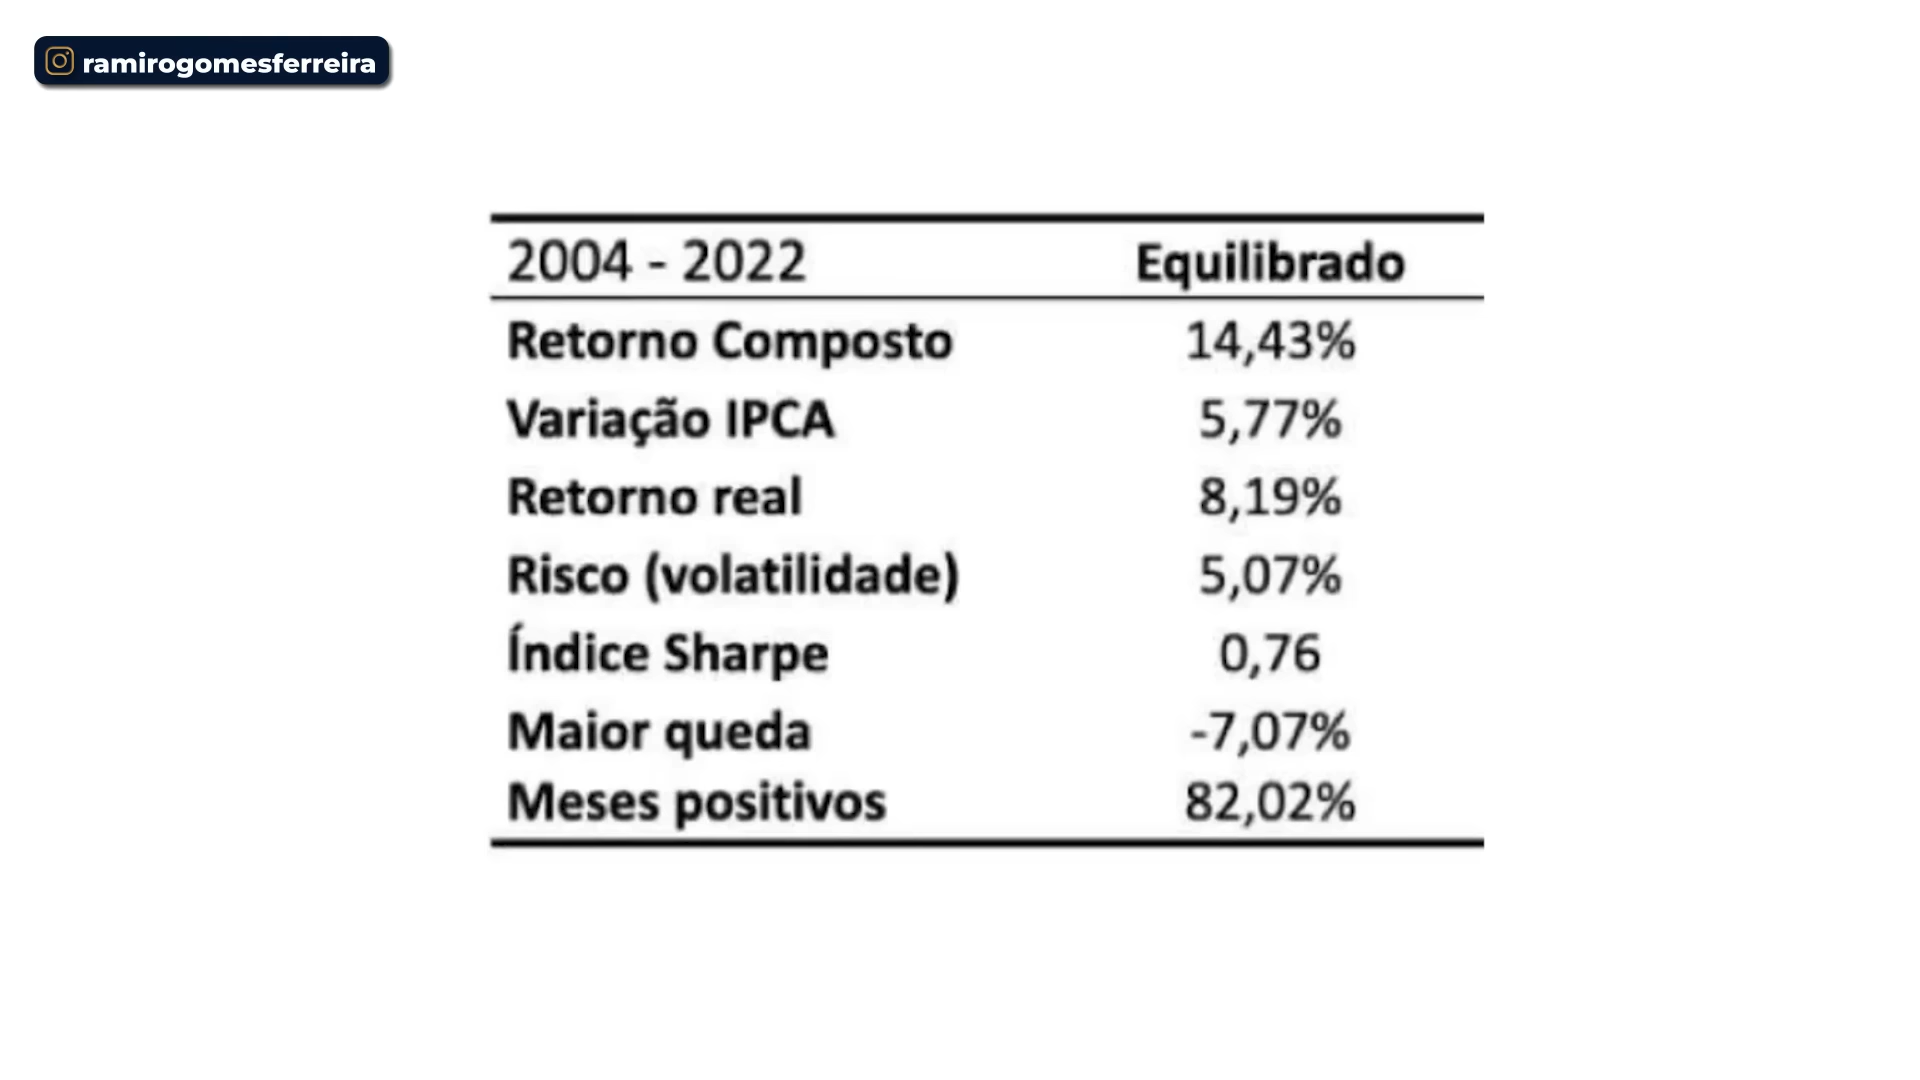 ramirogomesferreira
2004 - 2022 Equilibrado
Retorno Composto 14,43%
Variação IPCA 5,77%
Retorno real 8,19%
Risco (volatilidade) 5,07%
Índice Sharpe 0,76
Maior queda -7,07%
Meses positivos 82,02%